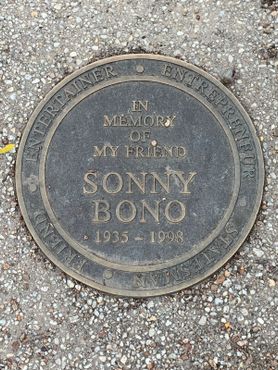 ENTERTAINER · ENTREPRENEUR · STATESMAN · FRIEND
IN
MEMORY
OF
MY FRIEND
SONNY
BONO
1935 – 1998